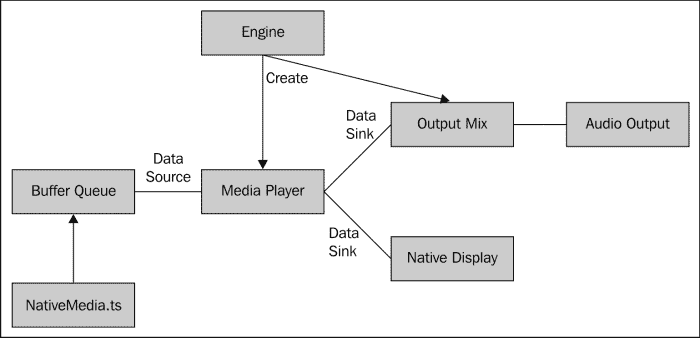 Engine
Create
Data
Sink
Output Mix
Audio Output
Data
Source
Buffer Queue
Media Player
Data
Sink
Native Display
NativeMedia.ts